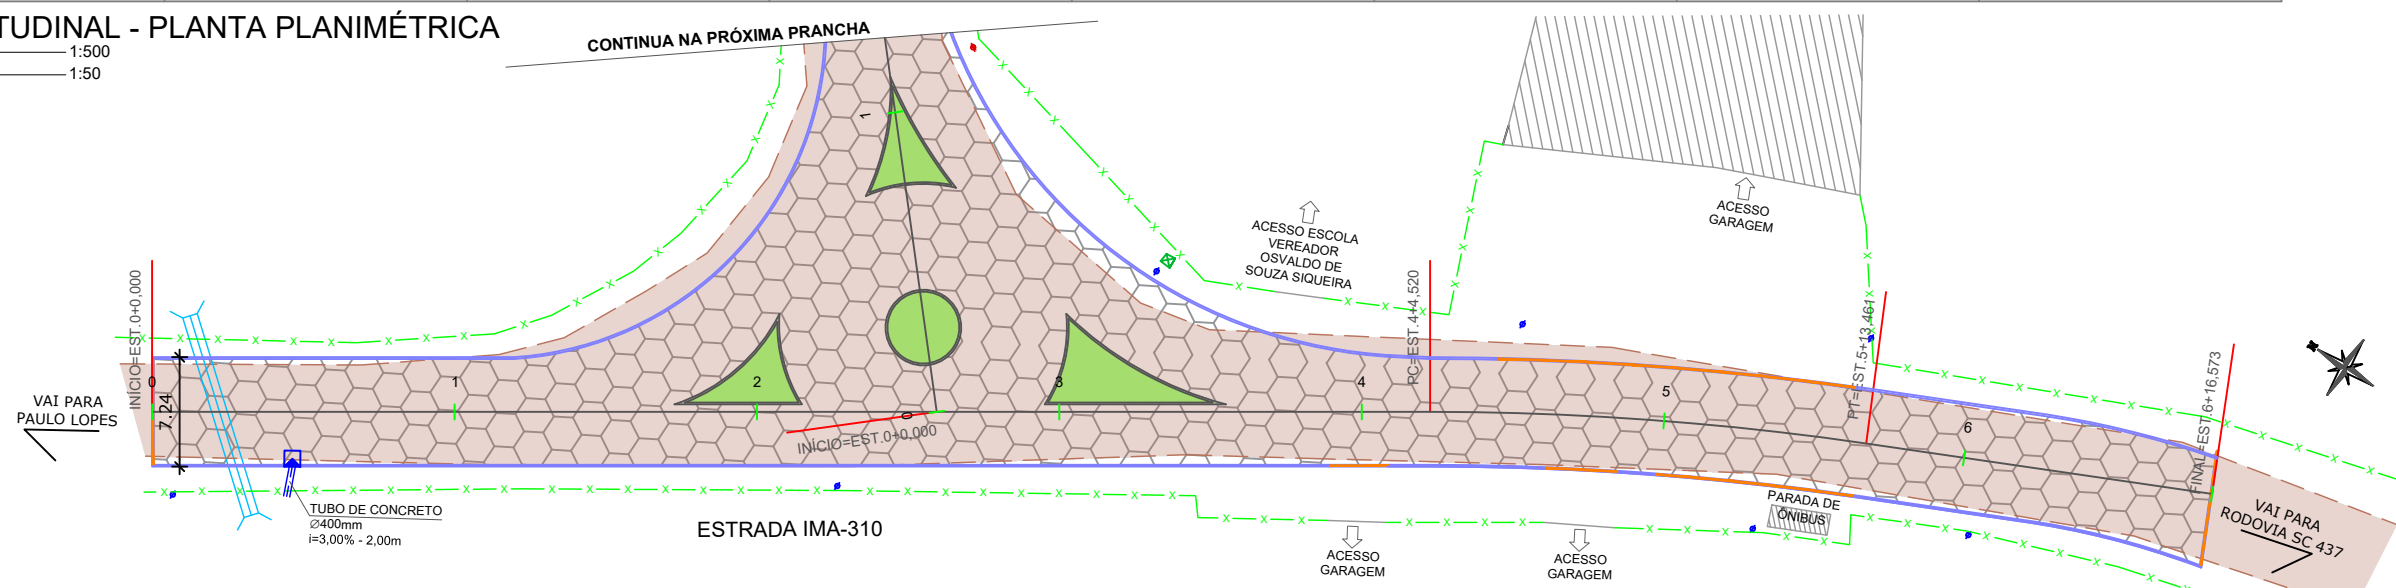 TUDINAL - PLANTA PLANIMÉTRICA
1:500
1:50
CONTINUA NA PRÓXIMA PRANCHA
1
ACESSO ESCOLA
VEREADOR
OSVALDO DE
SOUZA SIQUEIRA
ACESSO
GARAGEM
INÍCIO=EST.0+0,000
PC=EST.4+4,520
PT=EST.5+13,461
FINAL=EST.6+16,573
0
1
2
3
4
5
6
7.24
0
INÍCIO=EST.0+0,000
VAI PARA
PAULO LOPES
TUBO DE CONCRETO
Ø400mm
i=3,00% - 2,00m
ESTRADA IMA-310
ACESSO
GARAGEM
ACESSO
GARAGEM
PARADA DE
ÔNIBUS
VAI PARA
RODOVIA SC 437